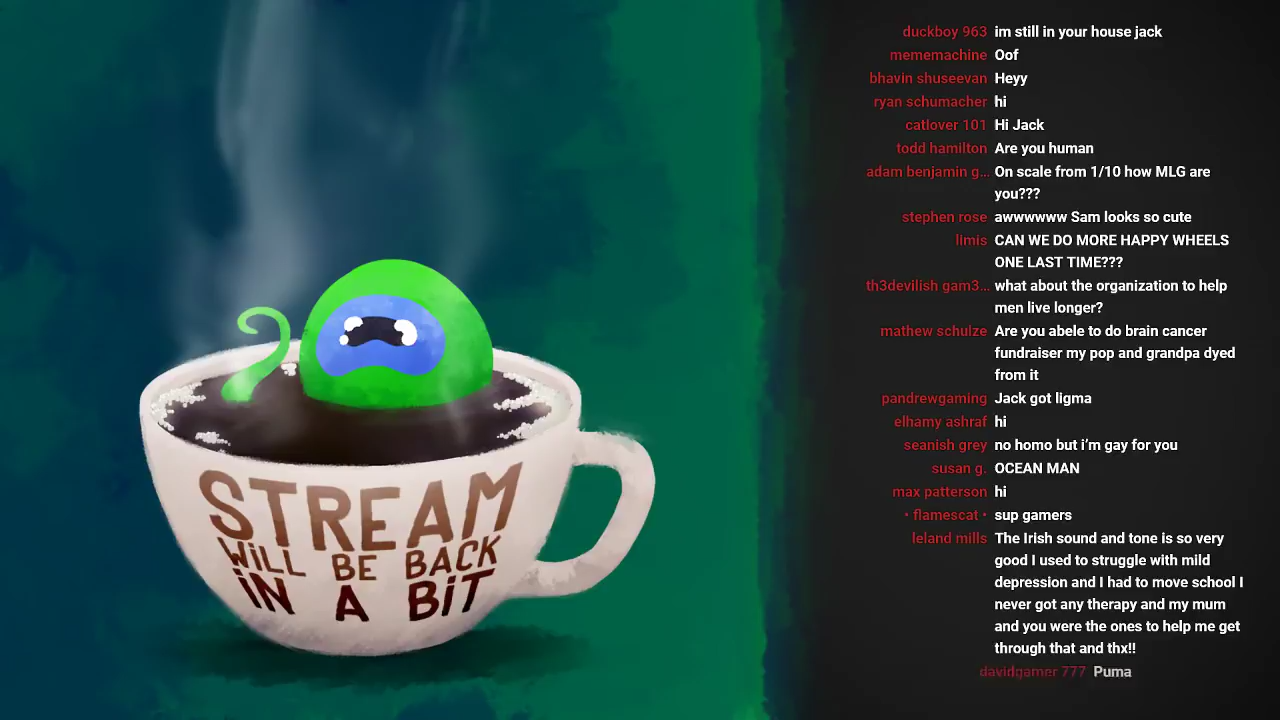 STREAM
WILL BE BACK
IN A BIT
duckboy 963 im still in your house jack
mememachine Oof
bhavin shuseevan Heyy
ryan schumacher hi
catlover 101 Hi Jack
todd hamilton Are you human
adam benjamin g... On scale from 1/10 how MLG are
you???
stephen rose awwwwww Sam looks so cute
limis CAN WE DO MORE HAPPY WHEELS
ONE LAST TIME???
th3devilish gam3... what about the organization to help
men live longer?
mathew schulze Are you abele to do brain cancer
fundraiser my pop and grandpa dyed
from it
pandrewgaming Jack got ligma
elhamy ashraf hi
seanish grey no homo but i'm gay for you
susan g. OCEAN MAN
max patterson hi
• flamescat • sup gamers
leland mills The Irish sound and tone is so very
good I used to struggle with mild
depression and I had to move school I
never got any therapy and my mum
and you were the ones to help me get
through that and thx!!
davidgamer 777 Puma